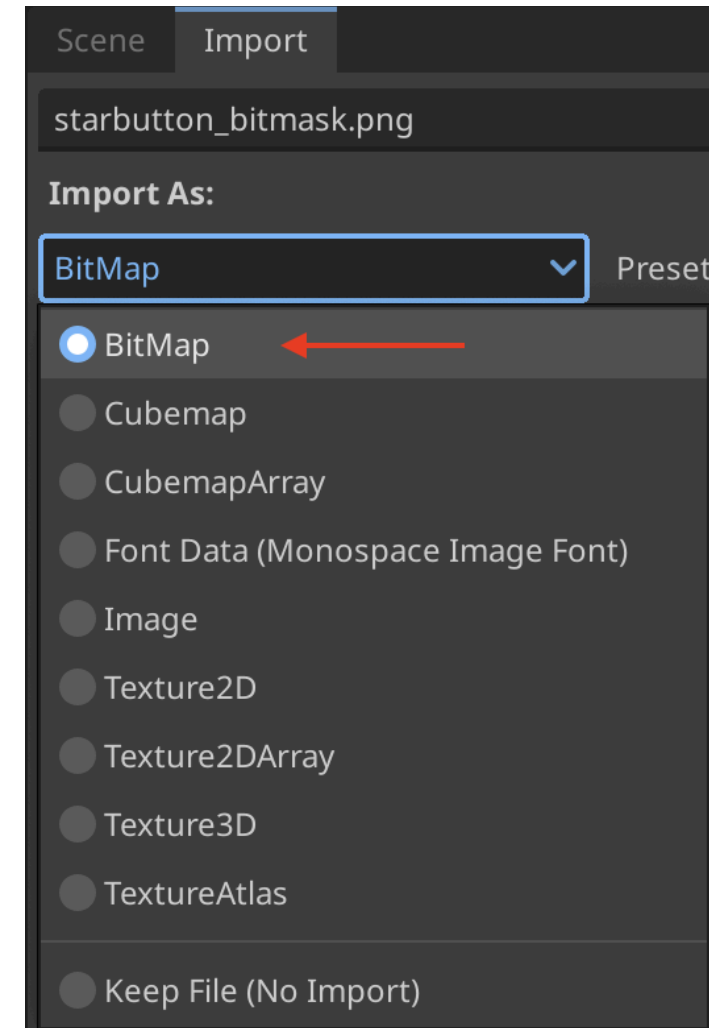 Scene Import
starbutton_bitmask.png
Import As:
BitMap Preset
BitMap
Cubemap
CubemapArray
Font Data (Monospace Image Font)
Image
Texture2D
Texture2DArray
Texture3D
TextureAtlas
Keep File (No Import)